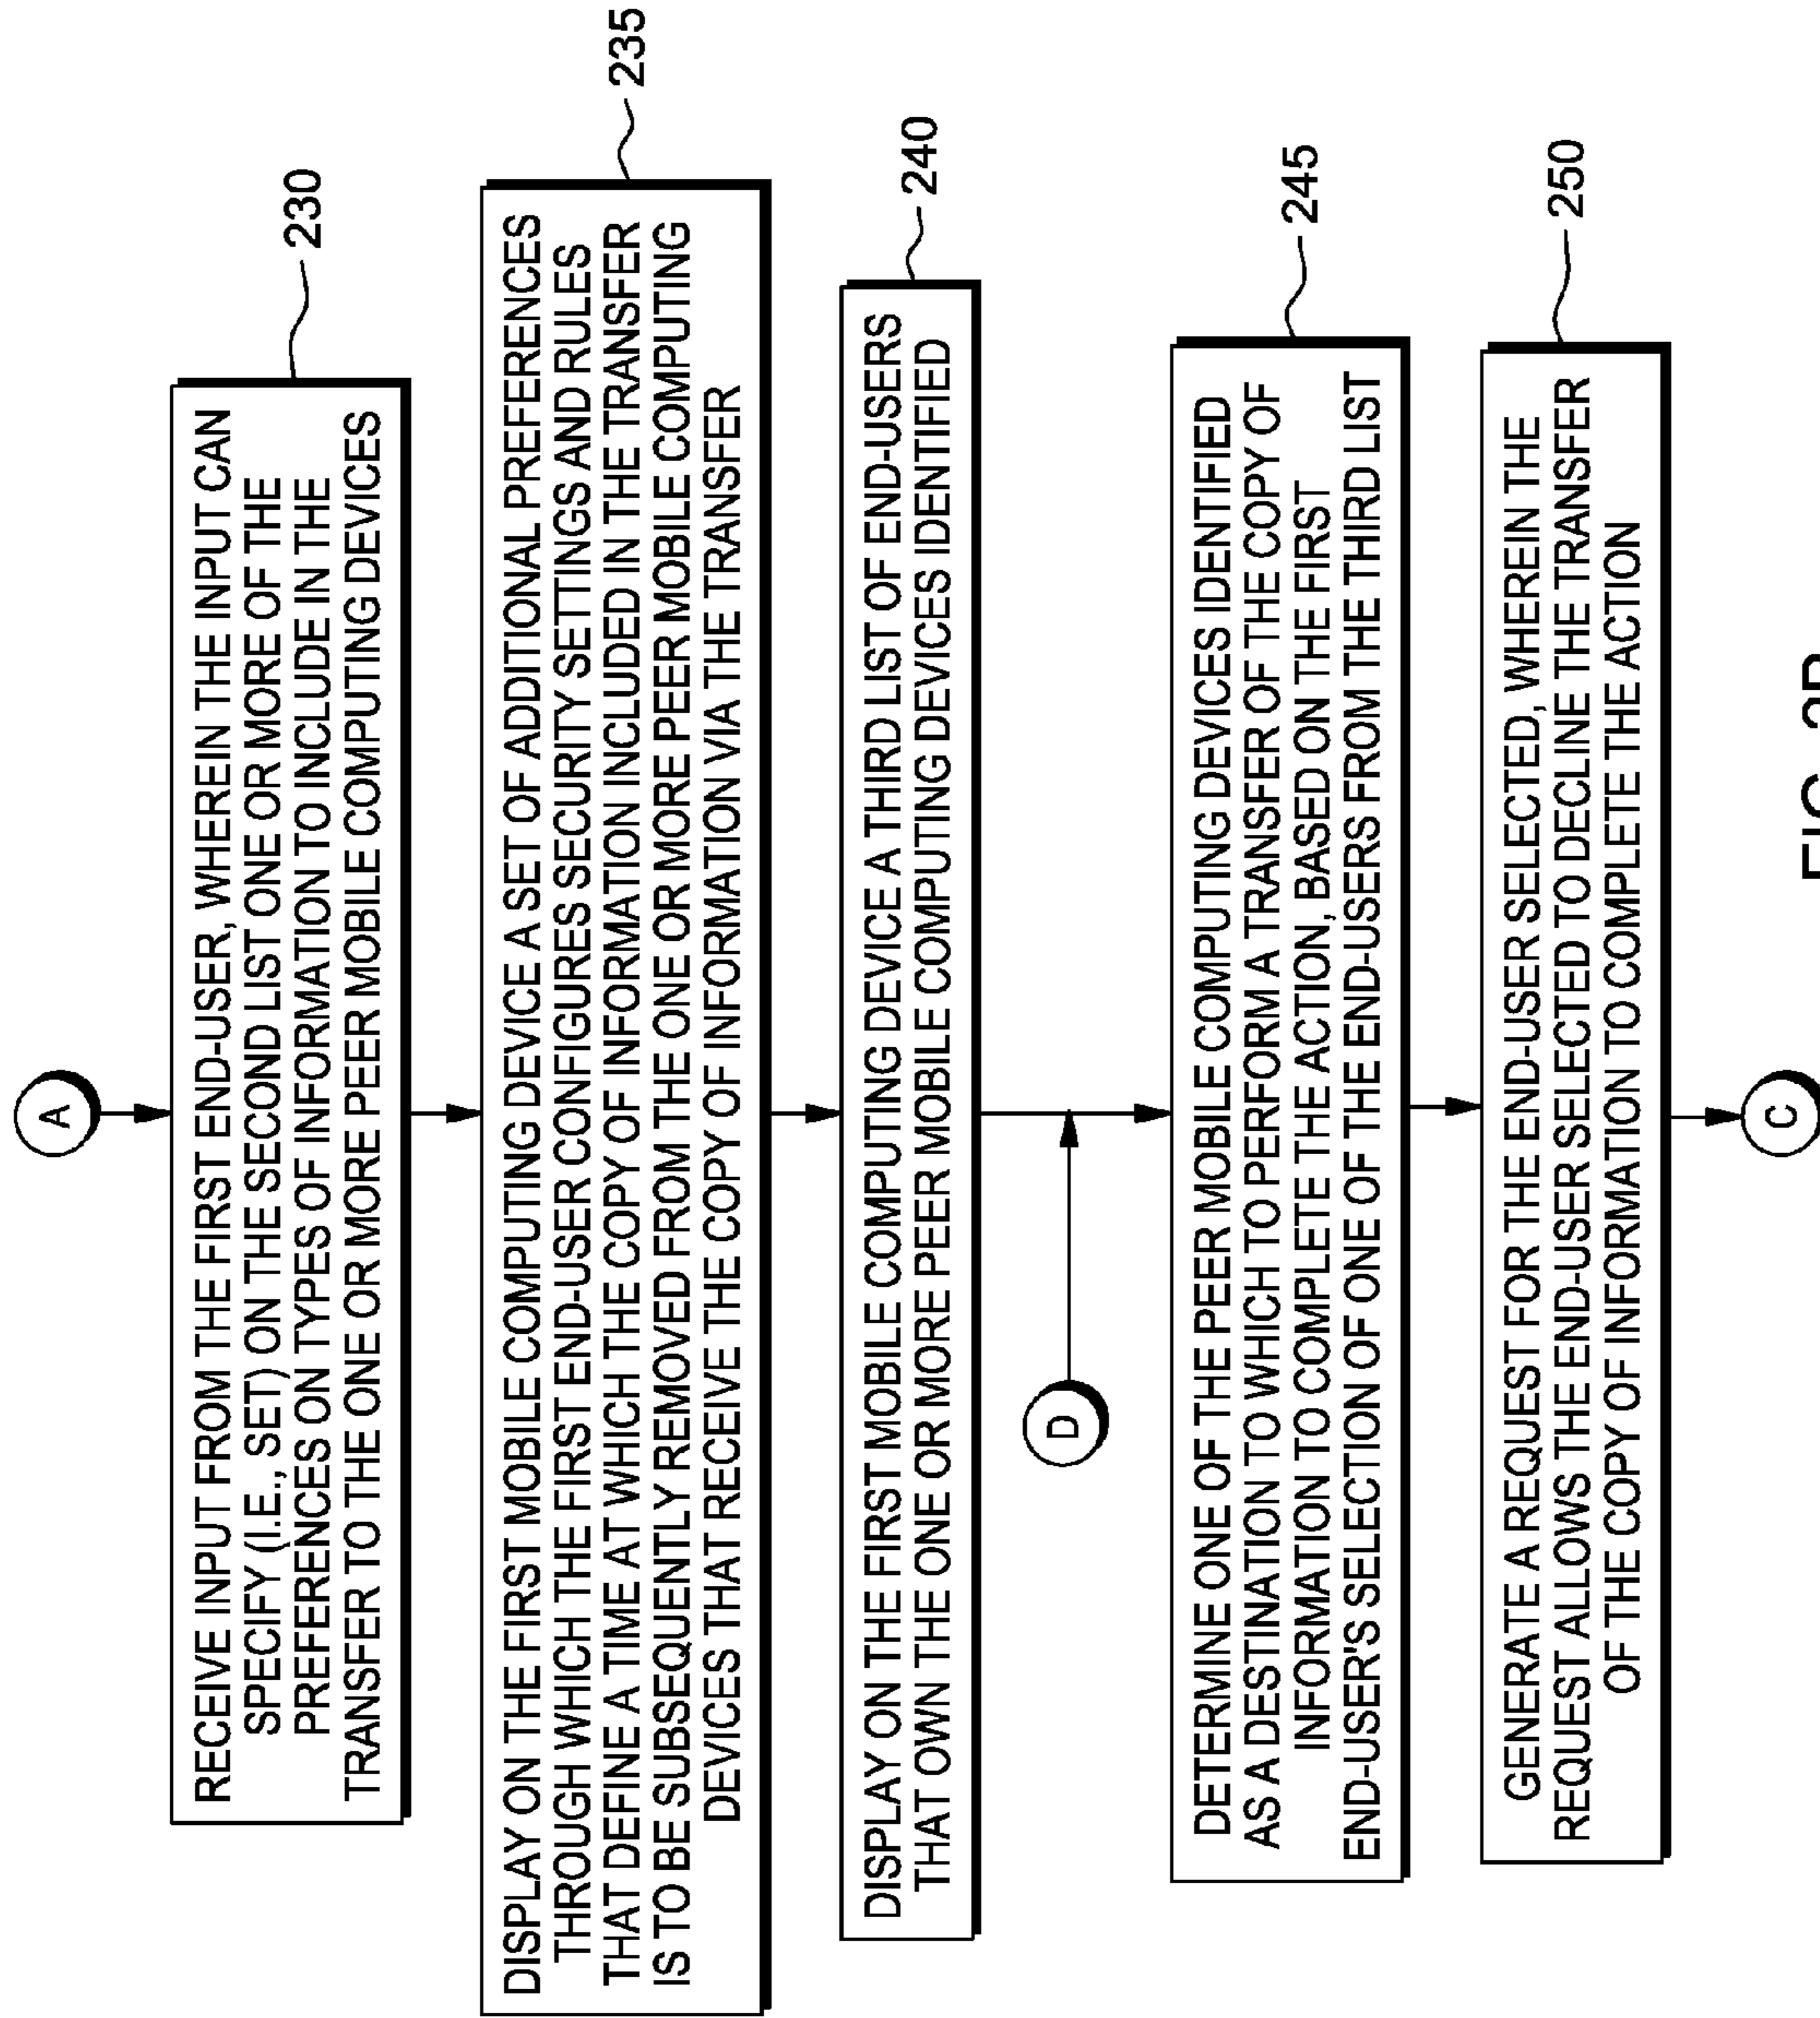 A
RECEIVE INPUT FROM THE FIRST END-USER, WHEREIN THE INPUT CAN
SPECIFY (I.E., SET) ON THE SECOND LIST ONE OR MORE OF THE
PREFERENCES ON TYPES OF INFORMATION TO INCLUDE IN THE
TRANSFER TO THE ONE OR MORE PEER MOBILE COMPUTING DEVICES
230
DISPLAY ON THE FIRST MOBILE COMPUTING DEVICE A SET OF ADDITIONAL PREFERENCES
THROUGH WHICH THE FIRST END-USER CONFIGURES SECURITY SETTINGS AND RULES
THAT DEFINE A TIME AT WHICH THE COPY OF INFORMATION INCLUDED IN THE TRANSFER
IS TO BE SUBSEQUENTLY REMOVED FROM THE ONE OR MORE PEER MOBILE COMPUTING
DEVICES THAT RECEIVE THE COPY OF INFORMATION VIA THE TRANSFER
235
DISPLAY ON THE FIRST MOBILE COMPUTING DEVICE A THIRD LIST OF END-USERS
THAT OWN THE ONE OR MORE PEER MOBILE COMPUTING DEVICES IDENTIFIED
240
D
DETERMINE ONE OF THE PEER MOBILE COMPUTING DEVICES IDENTIFIED
AS A DESTINATION TO WHICH TO PERFORM A TRANSFER OF THE COPY OF
INFORMATION TO COMPLETE THE ACTION, BASED ON THE FIRST
END-USER'S SELECTION OF ONE OF THE END-USERS FROM THE THIRD LIST
245
GENERATE A REQUEST FOR THE END-USER SELECTED, WHEREIN THE
REQUEST ALLOWS THE END-USER SELECTED TO DECLINE THE TRANSFER
OF THE COPY OF INFORMATION TO COMPLETE THE ACTION
250
C